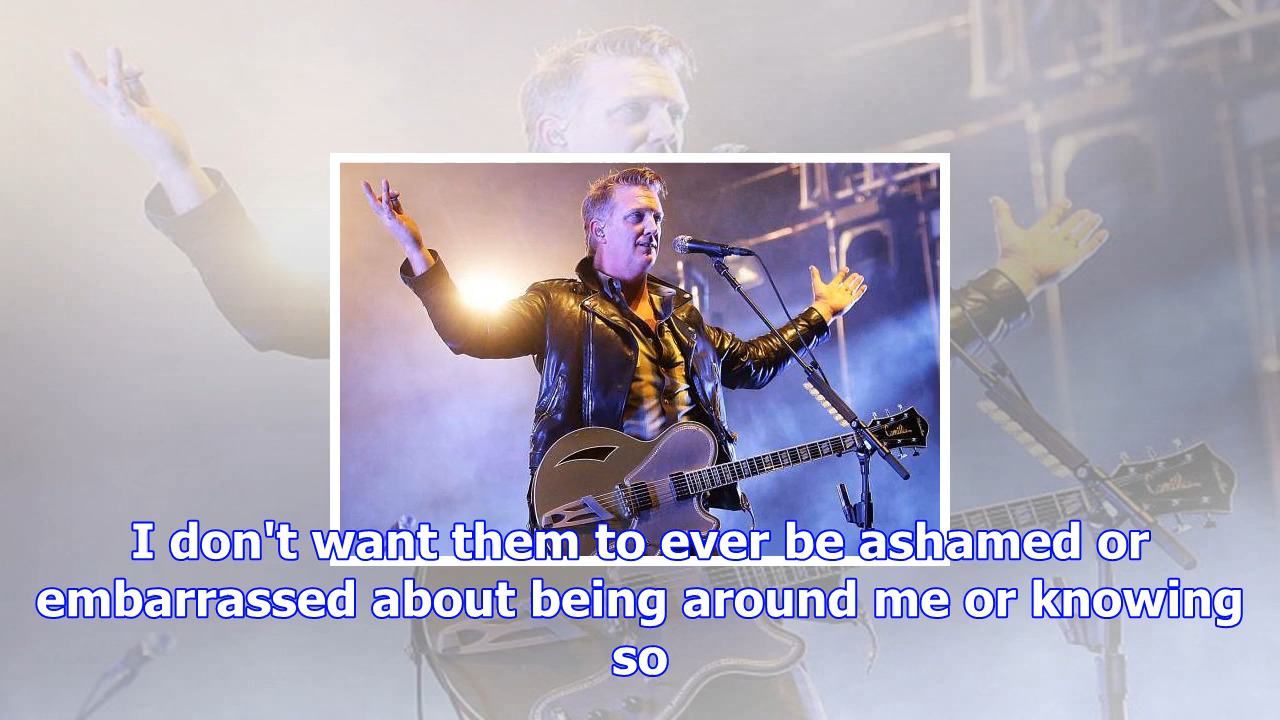 I don't want them to ever be ashamed or
embarrassed about being around me or knowing
so